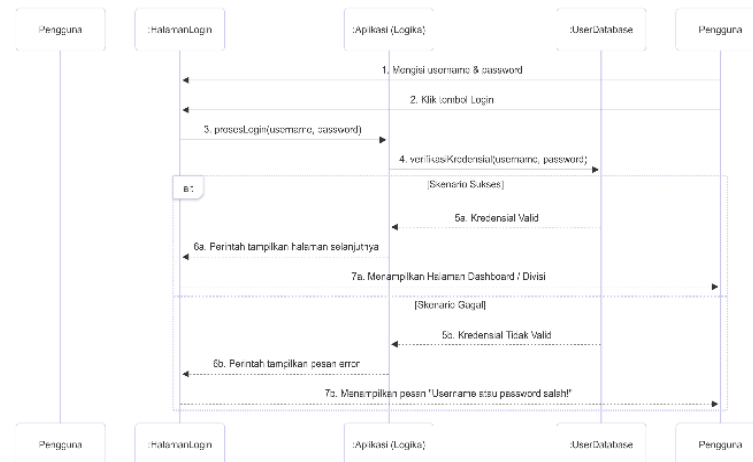 Pengguna
:HalamanLogin
:Aplikasi (Logika)
:UserDatabase
Pengguna
1. Mengisi username & password
2. Klik tombol Login
3. prosesLogin(username, password)
4. verifikasiKredensial(username, password)
alt
[Skenario Sukses]
5a. Kredensial Valid
6a. Perintah tampilkan halaman selanjutnya
7a. Menampilkan Halaman Dashboard / Divisi
[Skenario Gagal]
5b. Kredensial Tidak Valid
6b. Perintah tampilkan pesan error
7b. Menampilkan pesan "Username atau password salah!"
Pengguna
:HalamanLogin
:Aplikasi (Logika)
:UserDatabase
Pengguna